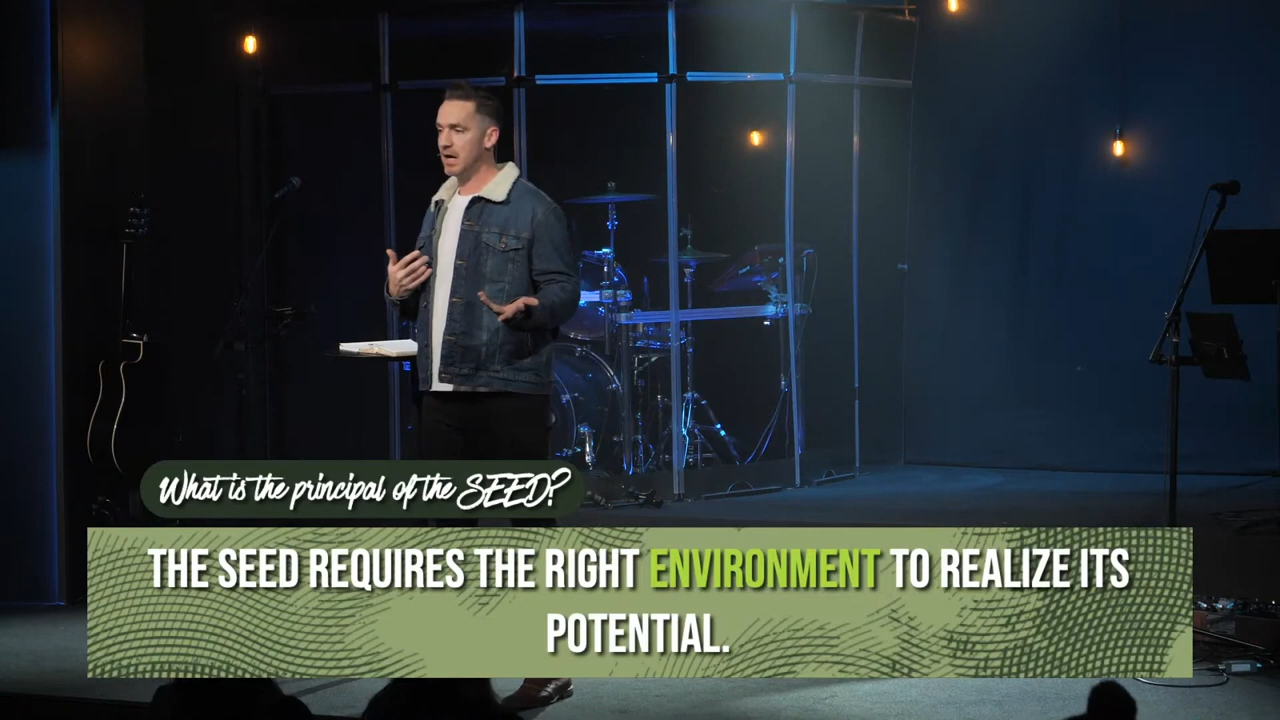 What is the principal of the SEED?
THE SEED REQUIRES THE RIGHT ENVIRONMENT TO REALIZE ITS
POTENTIAL.